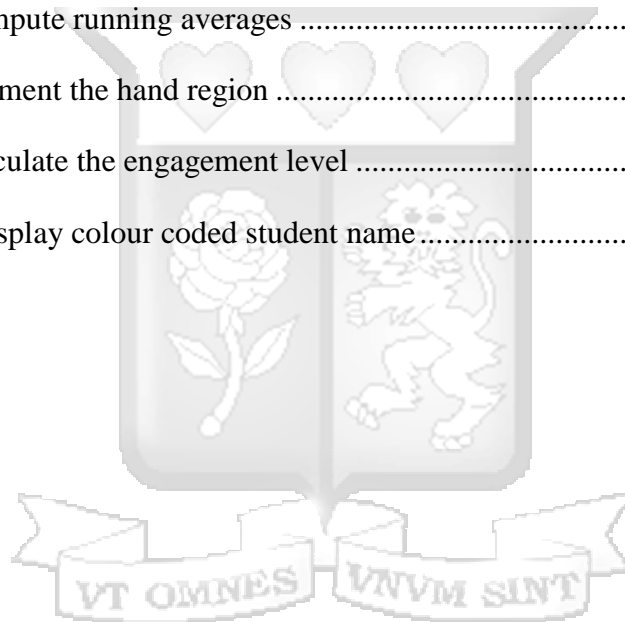 mpute running averages ......................................
ment the hand region .........................................
culate the engagement level ................................
splay colour coded student name .......................
VT OMNES VNVM SINT